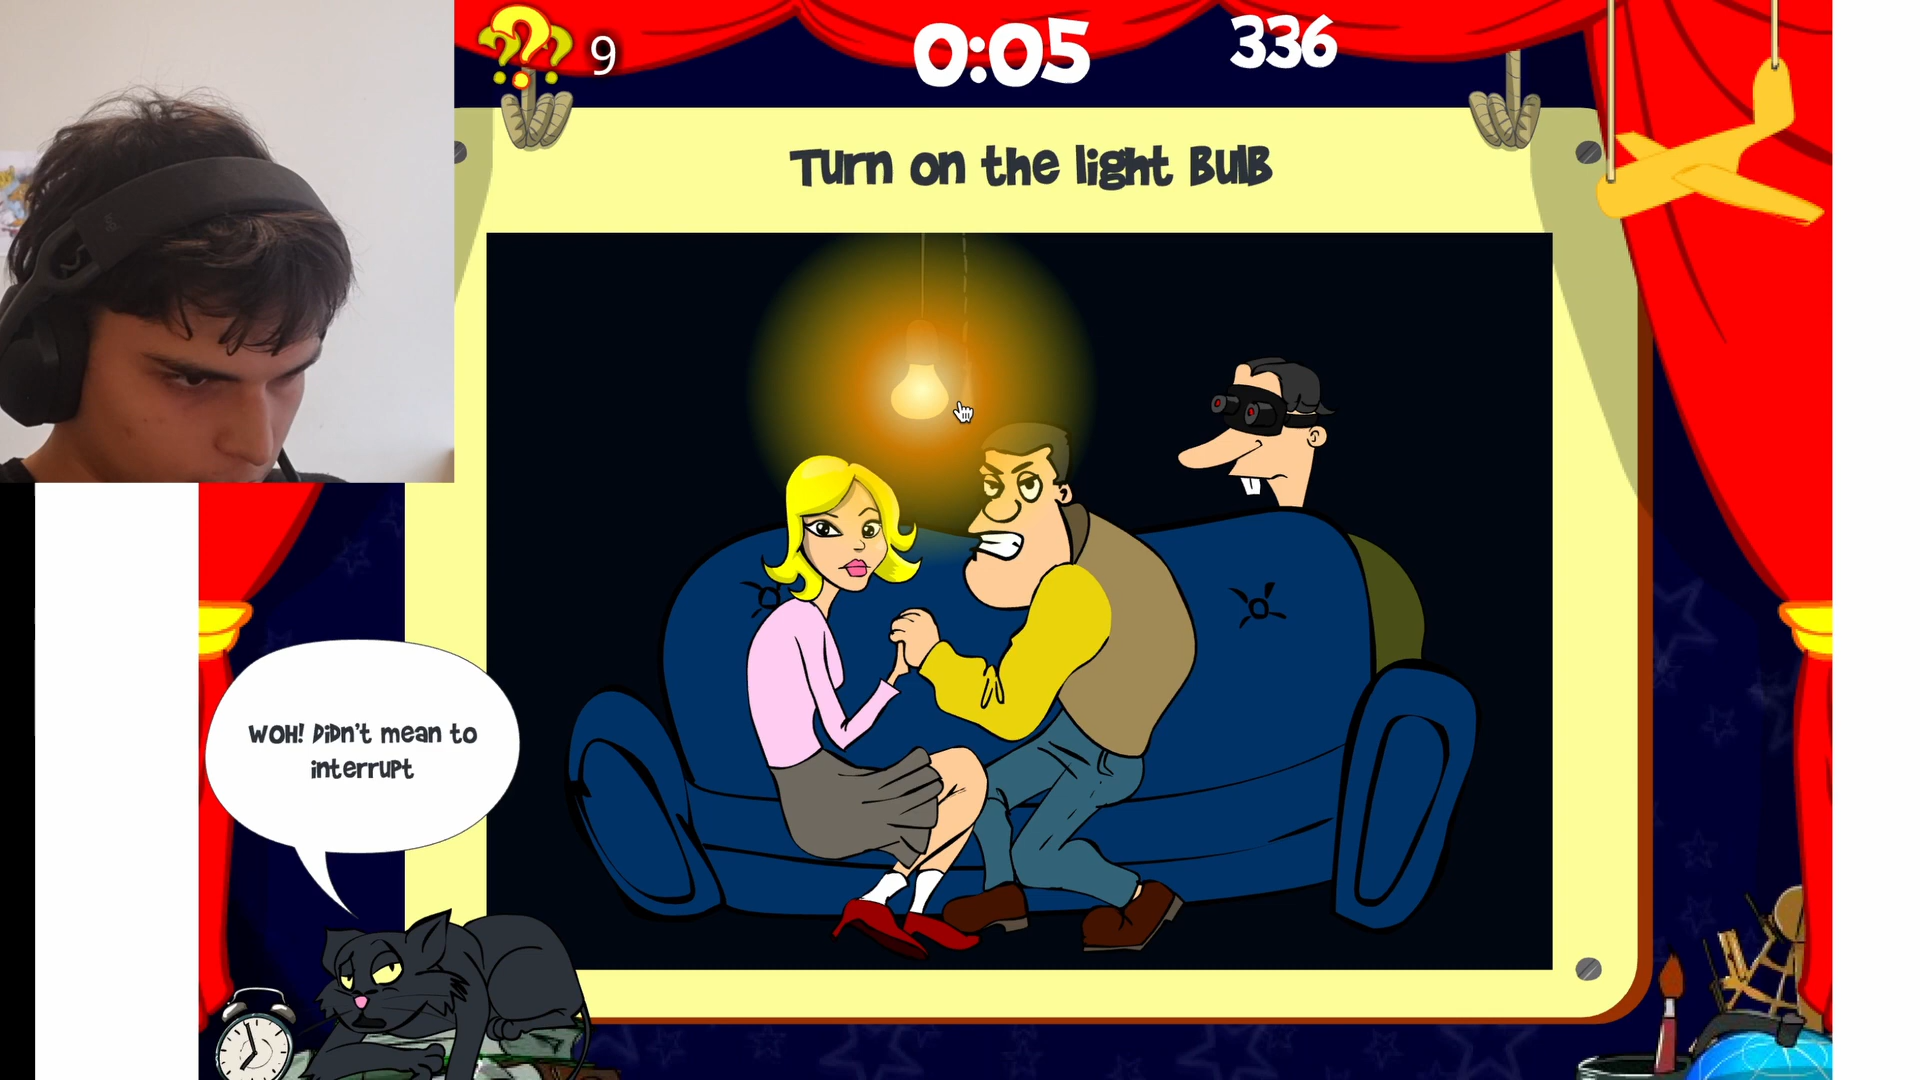 ??? 9
0:05
336
Turn on the light Bulb
WOH! Didn't mean to
interrupt